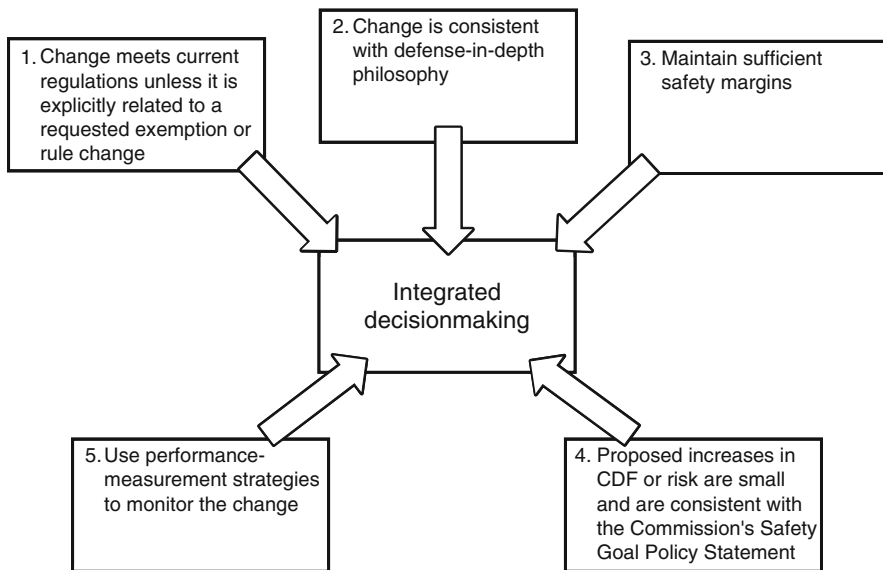 1. Change meets current
regulations unless it is
explicitly related to a
requested exemption or
rule change
2. Change is consistent
with defense-in-depth
philosophy
3. Maintain sufficient
safety margins
Integrated
decisionmaking
5. Use performance-
measurement strategies
to monitor the change
4. Proposed increases in
CDF or risk are small
and are consistent with
the Commission's Safety
Goal Policy Statement